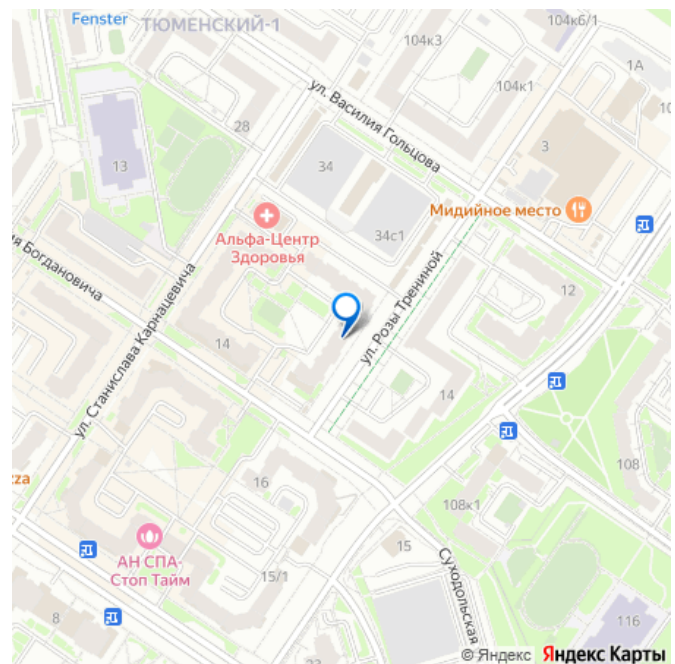 Fenster
ТЮМЕНСКИЙ-1
104к3
104к6/1
1А
104к1
ул. Василия Гольцова
28
13
34
3
Мидийное место
34с1
Альфа-Центр
Здоровья
ия Богдановича
ул. Станислава Карнацевича
ул. Розы Трениной
12
14
14
108
16
108к1
zza
АН СПА-
Стоп Тайм
15
15/1
Суходольская
8
116
23
© Яндекс Яндекс Карты